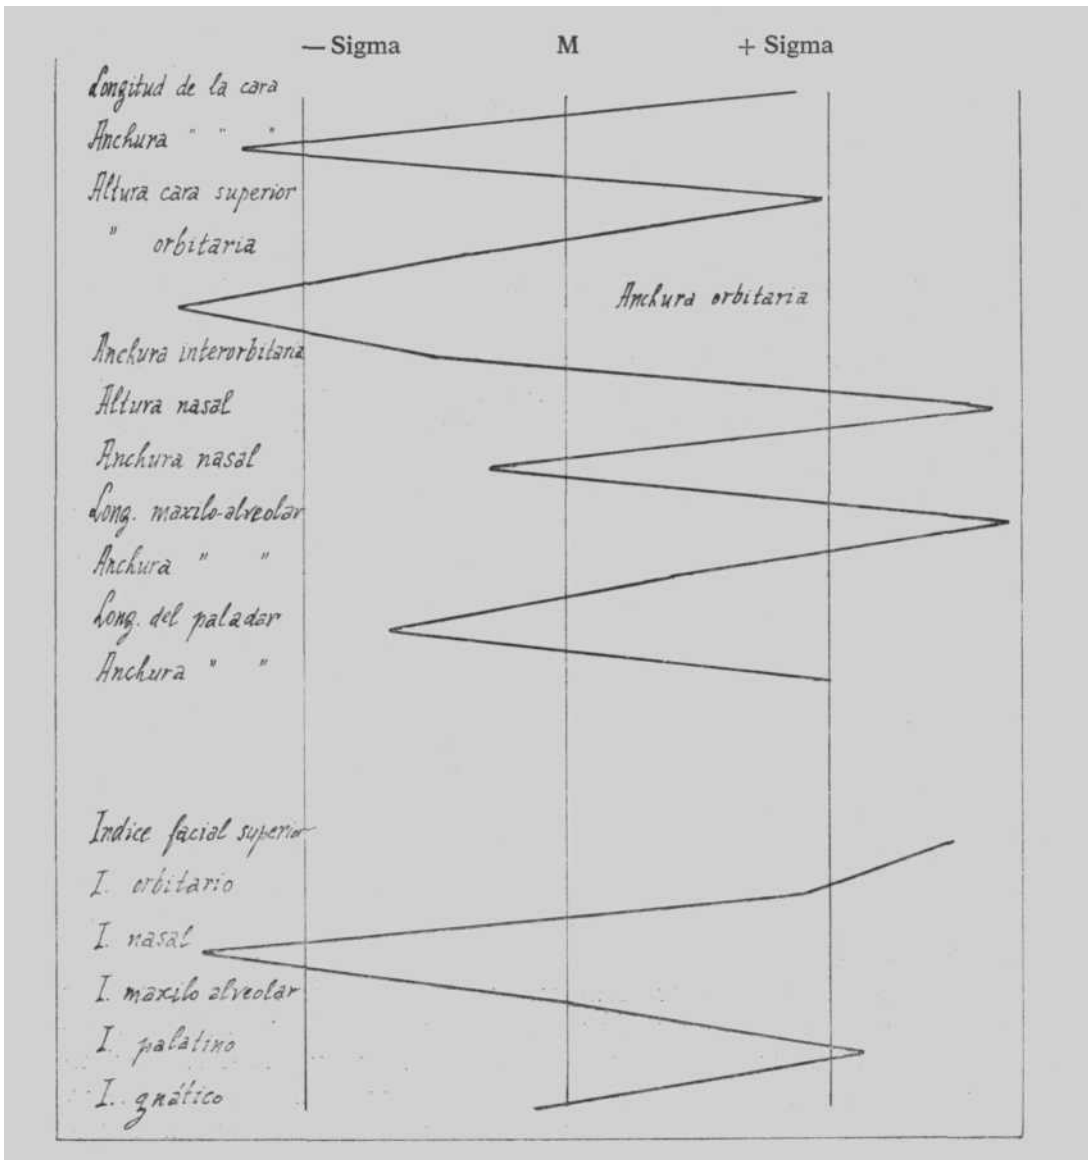 — Sigma M + Sigma
Longitud de la cara
Anchura " " "
Altura cara superior
" orbitaria
Anchura orbitaria
Anchura interorbitaria
Altura nasal
Anchura nasal
Long. maxilo-alveolar
Anchura " "
Long. del paladar
Anchura " "
Indice facial superior
I. orbitario
I. nasal
I. maxilo alveolar
I. palatino
I. gnático